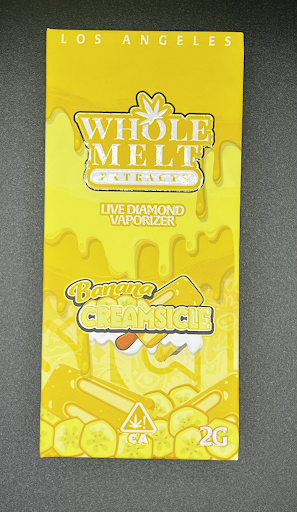 LOS ANGELES
WHOLE
MELT
EXTRACTS
LIVE DIAMOND
VAPORIZER
Banana
CREAMSICLE
!
CA
2G